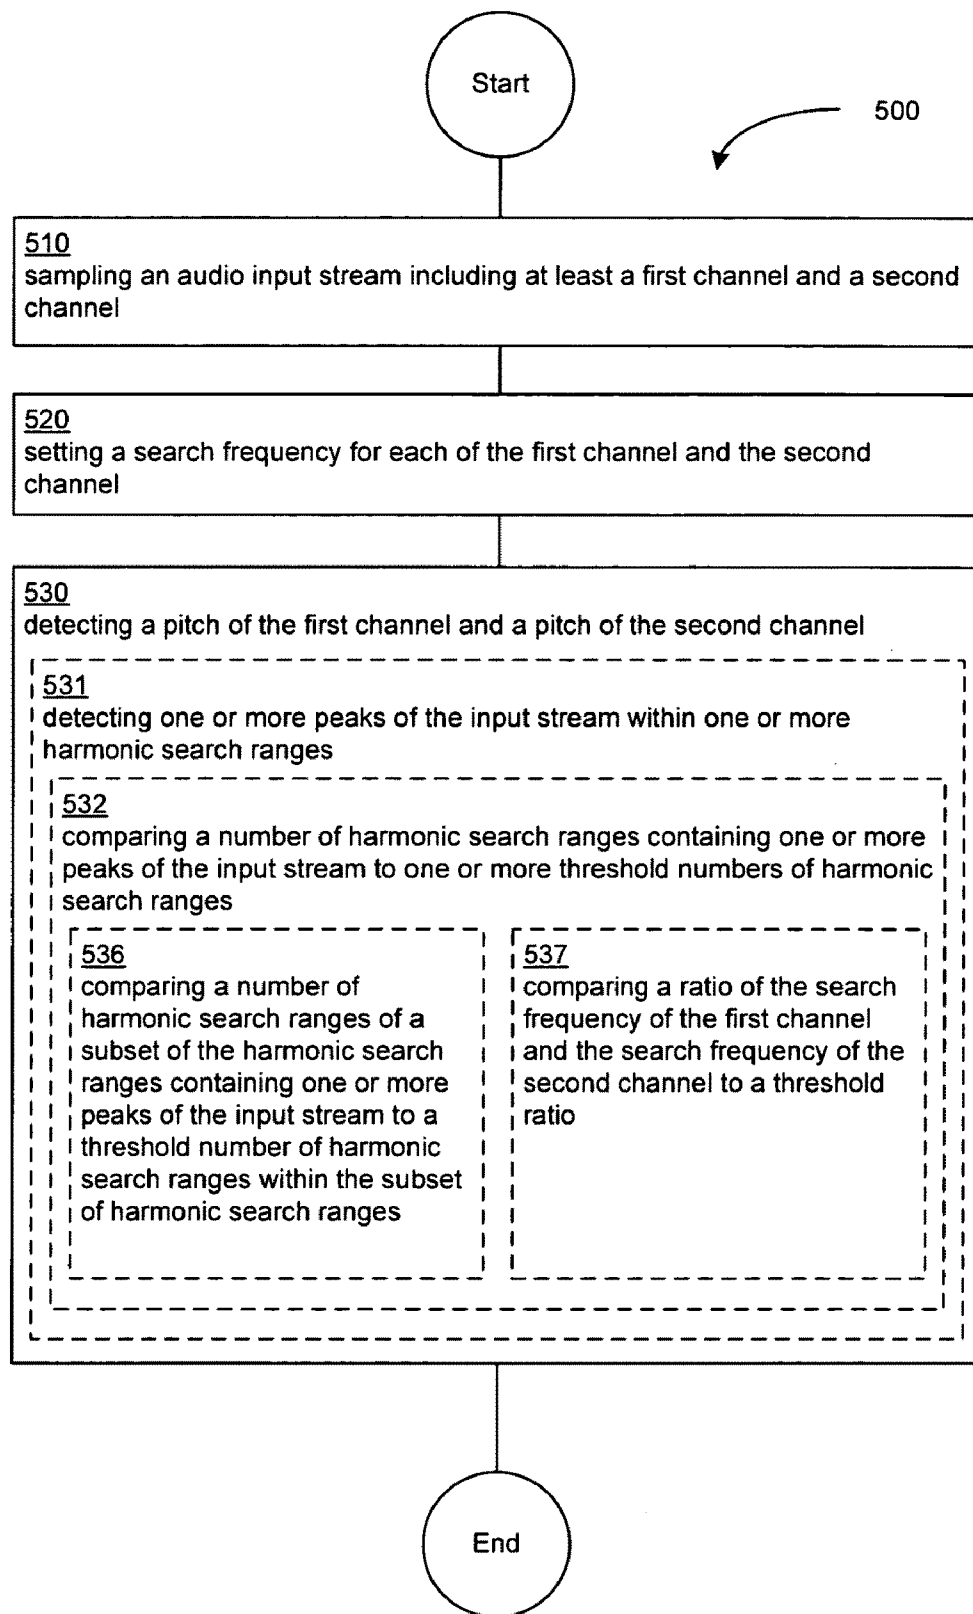 Start
500
510
sampling an audio input stream including at least a first channel and a second
channel
520
setting a search frequency for each of the first channel and the second
channel
530
detecting a pitch of the first channel and a pitch of the second channel
531
detecting one or more peaks of the input stream within one or more
harmonic search ranges
532
comparing a number of harmonic search ranges containing one or more
peaks of the input stream to one or more threshold numbers of harmonic
search ranges
536
comparing a number of
harmonic search ranges of a
subset of the harmonic search
ranges containing one or more
peaks of the input stream to a
threshold number of harmonic
search ranges within the subset
of harmonic search ranges
537
comparing a ratio of the search
frequency of the first channel
and the search frequency of the
second channel to a threshold
ratio
End